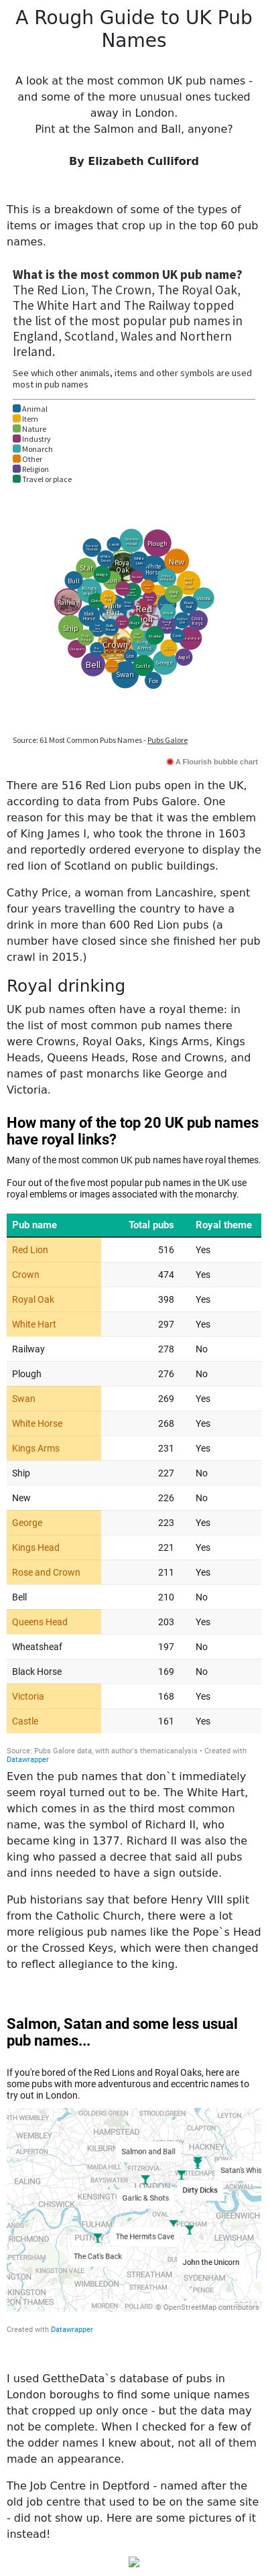 A Rough Guide to UK Pub
Names
A look at the most common UK pub names -
and some of the more unusual ones tucked
away in London.
Pint at the Salmon and Ball, anyone?
By Elizabeth Culliford
This is a breakdown of some of the types of
items or images that crop up in the top 60 pub
names.
What is the most common UK pub name?
The Red Lion, The Crown, The Royal Oak,
The White Hart and The Railway topped
the list of the most popular pub names in
England, Scotland, Wales and Northern
Ireland.
See which other animals, items and other symbols are used
most in pub names
Animal
Item
Nature
Industry
Monarch
Other
Religion
Travel or place
Plough
Royal
Oak
White
Horse
New
Star
Bull
Railway
Ship
Black
Horse
White
Hart
Red
Lion
Cross
Keys
Crown
Arms
Bell
Swan
Castle
George
Angel
Fox
Source: 61 Most Common Pubs Names - Pubs Galore
A Flourish bubble chart
There are 516 Red Lion pubs open in the UK,
according to data from Pubs Galore. One
reason for this may be that it was the emblem
of King James I, who took the throne in 1603
and reportedly ordered everyone to display the
red lion of Scotland on public buildings.
Cathy Price, a woman from Lancashire, spent
four years travelling the country to have a
drink in more than 600 Red Lion pubs (a
number have closed since she finished her pub
crawl in 2015.)
Royal drinking
UK pub names often have a royal theme: in
the list of most common pub names there
were Crowns, Royal Oaks, Kings Arms, Kings
Heads, Queens Heads, Rose and Crowns, and
names of past monarchs like George and
Victoria.
How many of the top 20 UK pub names
have royal links?
Many of the most common UK pub names have royal themes.
Four out of the five most popular pub names in the UK use
royal emblems or images associated with the monarchy.
Pub name Total pubs Royal theme
Red Lion 516 Yes
Crown 474 Yes
Royal Oak 398 Yes
White Hart 297 Yes
Railway 278 No
Plough 276 No
Swan 269 Yes
White Horse 268 Yes
Kings Arms 231 Yes
Ship 227 No
New 226 No
George 223 Yes
Kings Head 221 Yes
Rose and Crown 211 Yes
Bell 210 No
Queens Head 203 Yes
Wheatsheaf 197 No
Black Horse 169 No
Victoria 168 Yes
Castle 161 Yes
Source: Pubs Galore data, with author's thematicanalysis • Created with
Datawrapper
Even the pub names that don`t immediately
seem royal turned out to be. The White Hart,
which comes in as the third most common
name, was the symbol of Richard II, who
became king in 1377. Richard II was also the
king who passed a decree that said all pubs
and inns needed to have a sign outside.
Pub historians say that before Henry VIII split
from the Catholic Church, there were a lot
more religious pub names like the Pope`s Head
or the Crossed Keys, which were then changed
to reflect allegiance to the king.
Salmon, Satan and some less usual
pub names...
If you're bored of the Red Lions and Royal Oaks, here are
some pubs with more adventurous and eccentric names to
try out in London.
RTH WEMBLEY GOLDERS GREEN STROUD GREEN LEYTON
WEMBLEY HAMPSTEAD CLAPTON
ALPERTON KILBUR Salmon and Ball HACKNEY
MAIDA HILL FITZROVIA
EALING BAYSWATER Satan's Whis
KENSINGT Garlic & Shots Dirty Dicks
CHISWICK GREENWICH
FULHAM
RICHMOND PUTN The Hermits Cave LEWISHAM
PETERSHAM The Cat's Back
KINGSTON VALE STREATHAM John the Unicorn
WIMBLEDON SYDENHAM
KINGSTON STREATHAM PENGE
PON THAMES MORDEN POLLARD © OpenStreetMap contributors
Created with Datawrapper
I used GettheData`s database of pubs in
London boroughs to find some unique names
that cropped up only once - but the data may
not be complete. When I checked for a few of
the odder names I knew about, not all of them
made an appearance.
The Job Centre in Deptford - named after the
old job centre that used to be on the same site
- did not show up. Here are some pictures of it
instead!